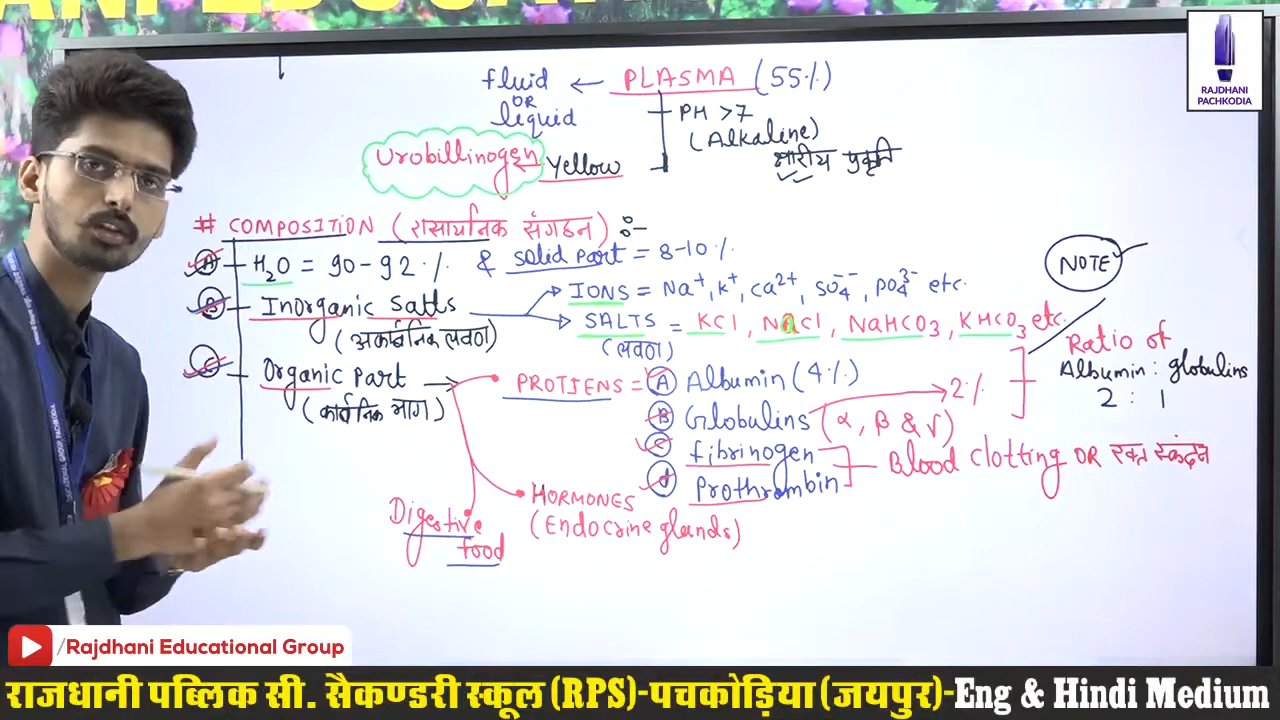 ANI EDUCATION
RAJDHANI
PACHKODIA
fluid ← PLASMA (55%)
OR
liquid
PH >7
(Alkaline)
क्षारीय प्रकृति
Urobillinogen Yellow
# COMPOSITION (रासायनिक संगठन) :-
A H₂O = 90-92% & solid part = 8-10%
B Inorganic Salts → IONS = Na⁺, K⁺, Ca²⁺, SO₄⁻⁻, PO₄³⁻ etc.
(अकार्बनिक लवण)
→ SALTS = KCl, NaCl, NaHCO₃, KHCO₃ etc.
(लवण)
NOTE
Ratio of
Albumin : globulins
2 : 1
C Organic part
(कार्बनिक भाग)
PROTIENS = A Albumin (4%)
B Globulins (α, β & γ) → 2%
C fibrinogen
d Prothrombin
Blood clotting OR रक्त स्कंदन
HORMONES
(Endocrine glands)
Digestive
food
/Rajdhani Educational Group
राजधानी पब्लिक सी. सैकण्डरी स्कूल (RPS)-पचकोड़िया (जयपुर)-Eng & Hindi Medium